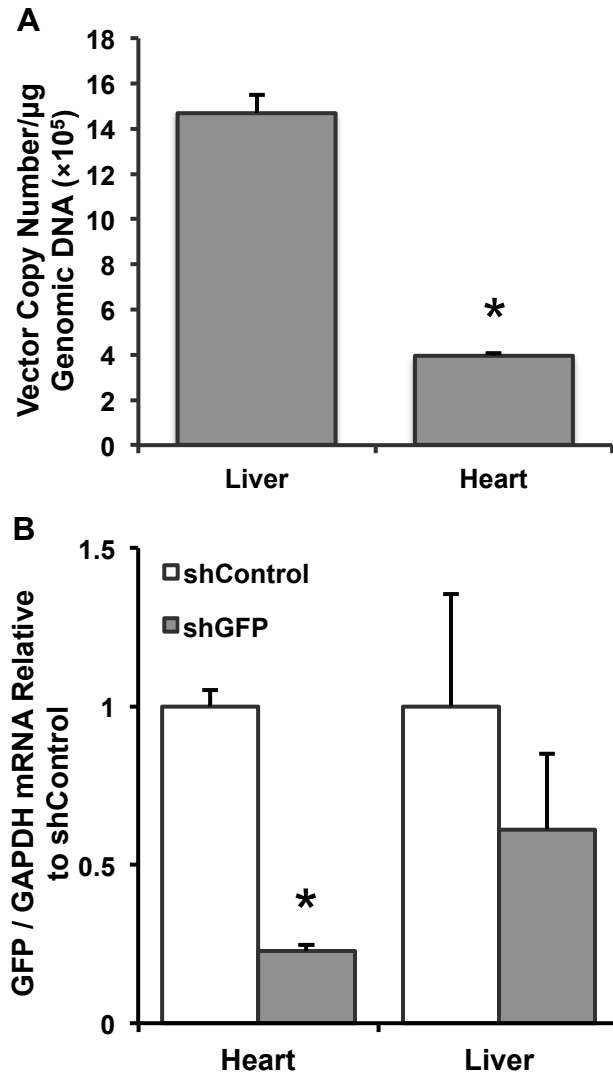 A
Vector Copy Number/µg
Genomic DNA (×10⁵)
18
16
14
12
10
8
6
4
2
0
*
Liver Heart
B
GFP / GAPDH mRNA Relative
to shControl
1.5
1
0.5
0
shControl
shGFP
*
Heart Liver